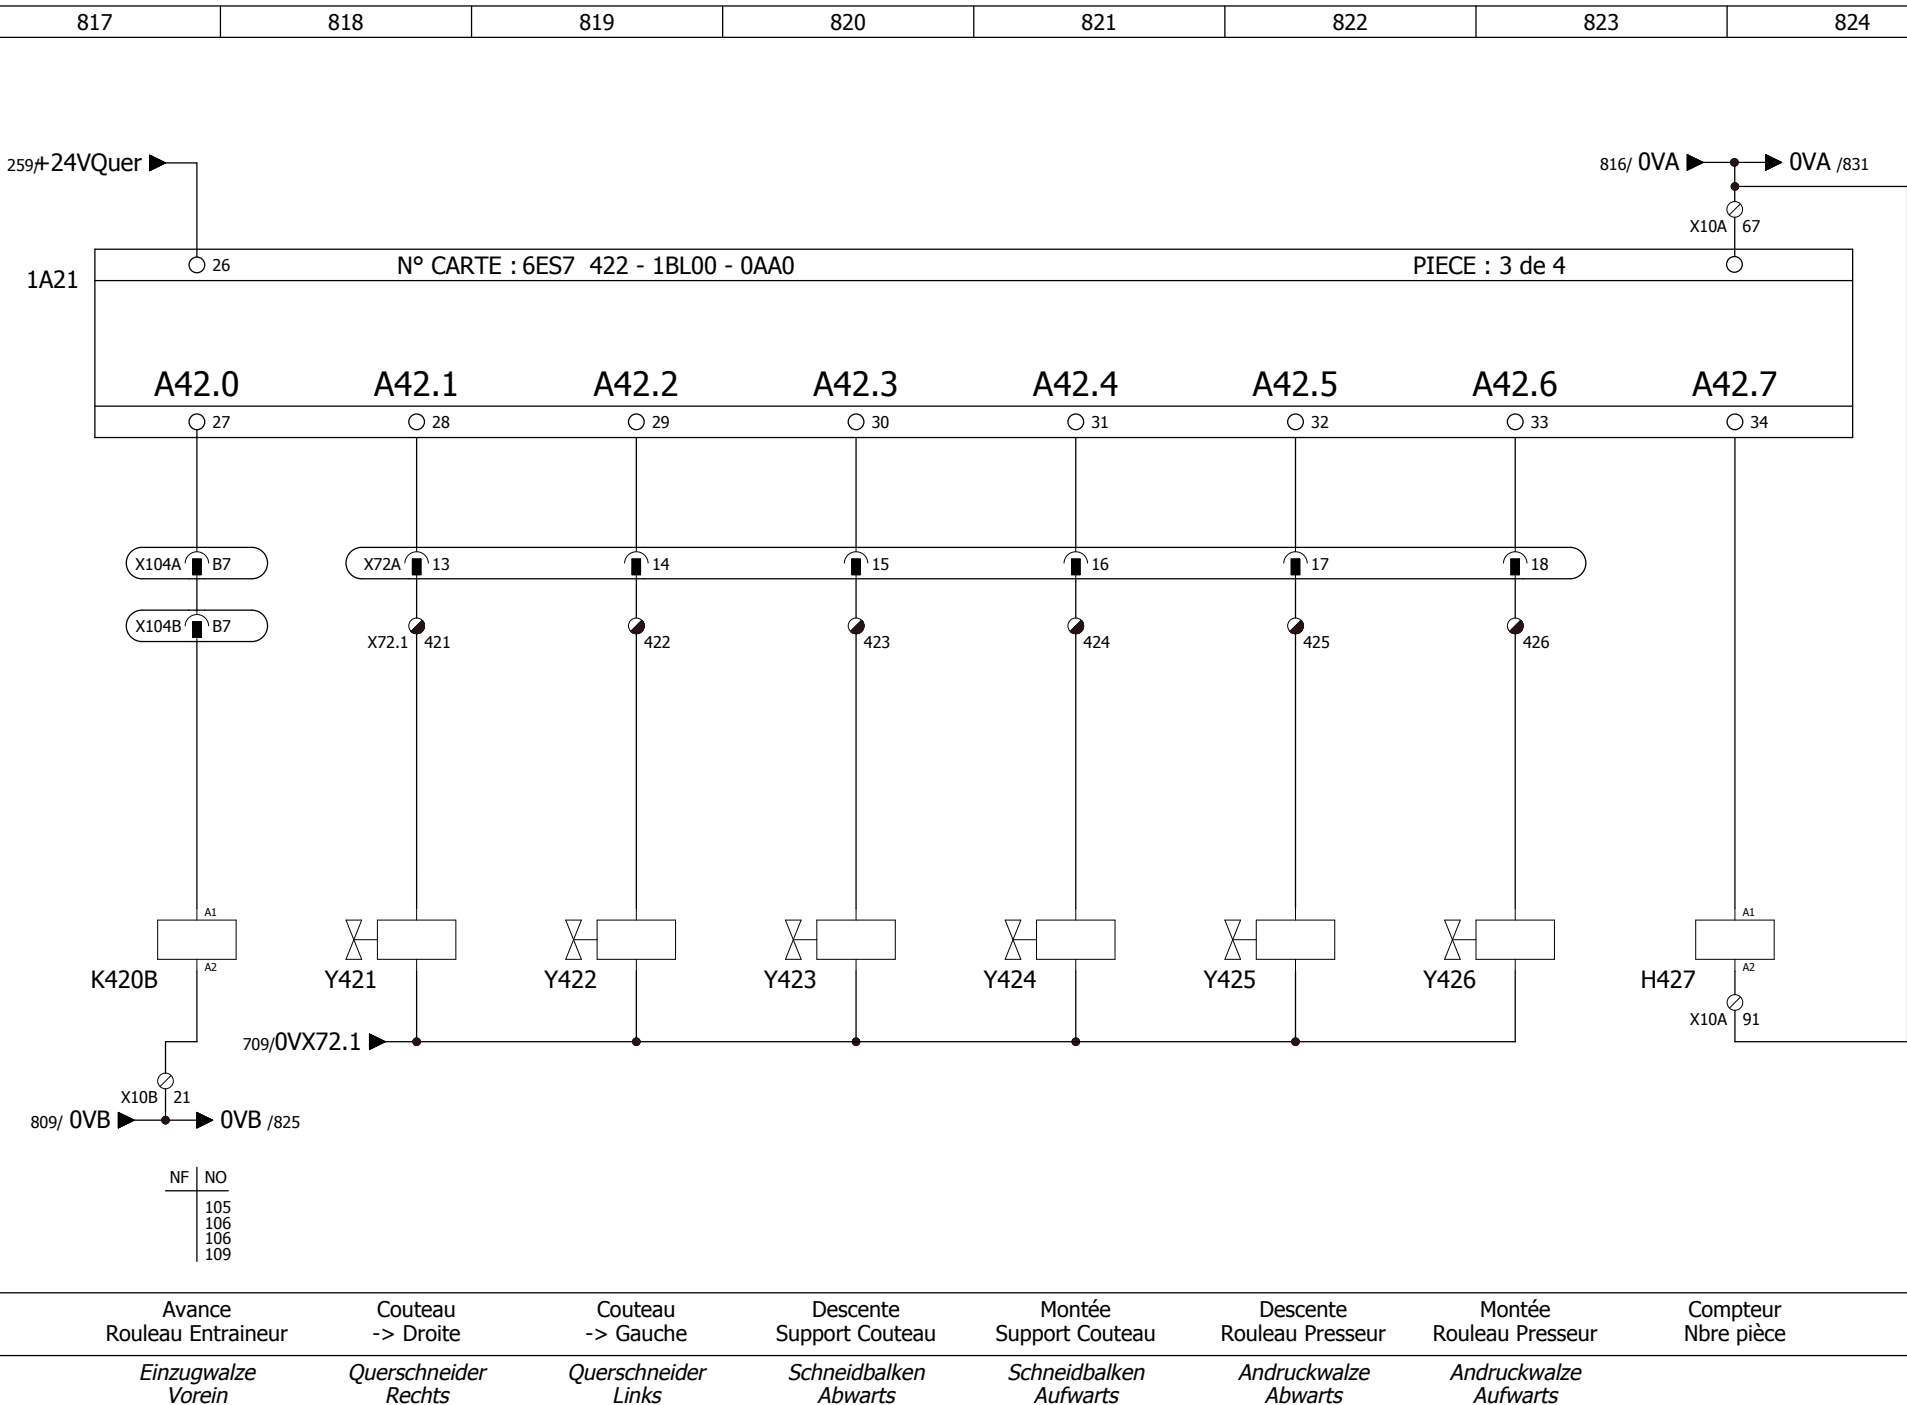 817 818 819 820 821 822 823 824
259/+24VQuer 816/ 0VA 0VA /831
X10A 67
1A21 26 N° CARTE : 6ES7 422 - 1BL00 - 0AA0 PIECE : 3 de 4
A42.0 A42.1 A42.2 A42.3 A42.4 A42.5 A42.6 A42.7
27 28 29 30 31 32 33 34
X104A B7 X72A 13 14 15 16 17 18
X104B B7
X72.1 421 422 423 424 425 426
A1 A1
A2 A2
K420B Y421 Y422 Y423 Y424 Y425 Y426 H427
X10A 91
709/0VX72.1
X10B 21
809/ 0VB 0VB /825
NF NO
105
106
106
109
Avance Couteau Couteau Descente Montée Descente Montée Compteur
Rouleau Entraineur -> Droite -> Gauche Support Couteau Support Couteau Rouleau Presseur Rouleau Presseur Nbre pièce
Einzugwalze Querschneider Querschneider Schneidbalken Schneidbalken Andruckwalze Andruckwalze
Vorein Rechts Links Abwarts Aufwarts Abwarts Aufwarts